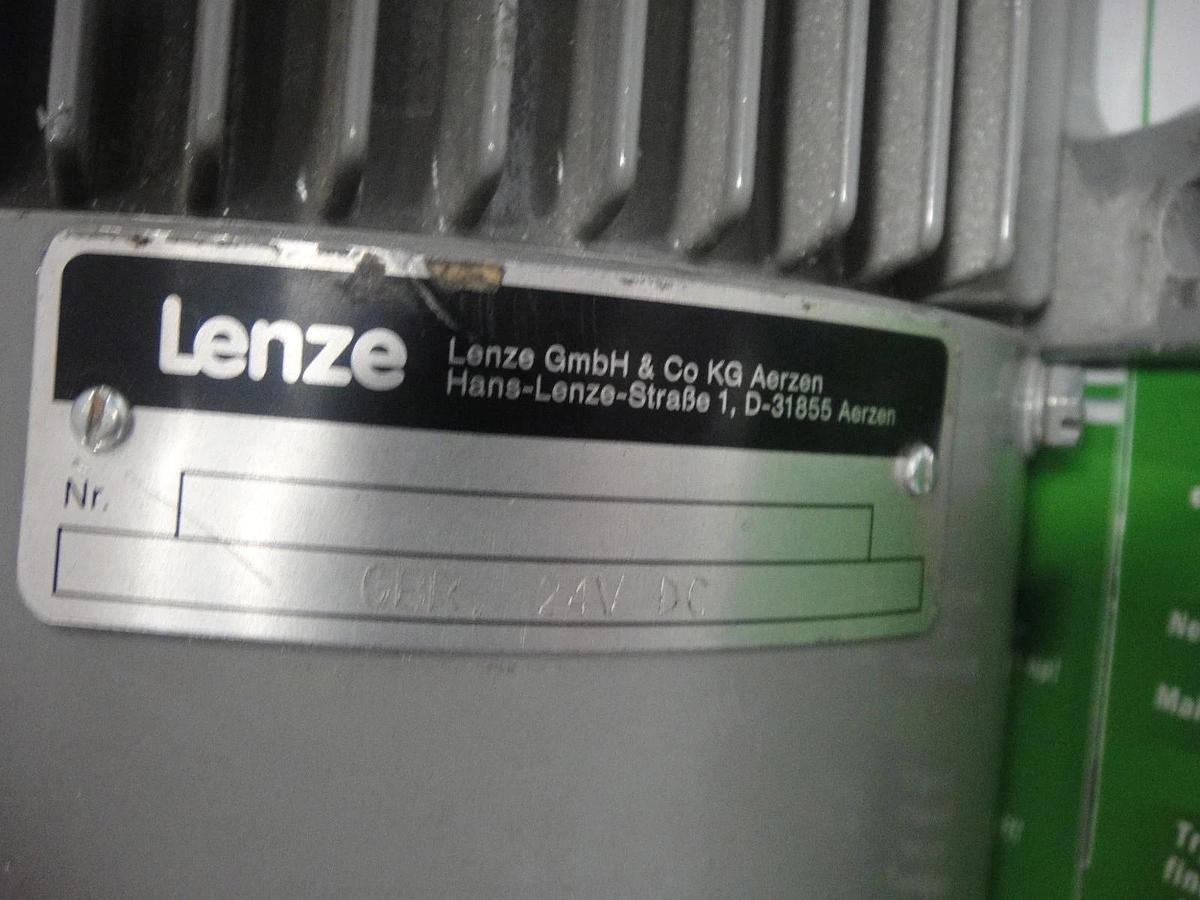 Lenze
Lenze GmbH & Co KG Aerzen
Hans-Lenze-Straße 1, D-31855 Aerzen
Nr.
24V DC